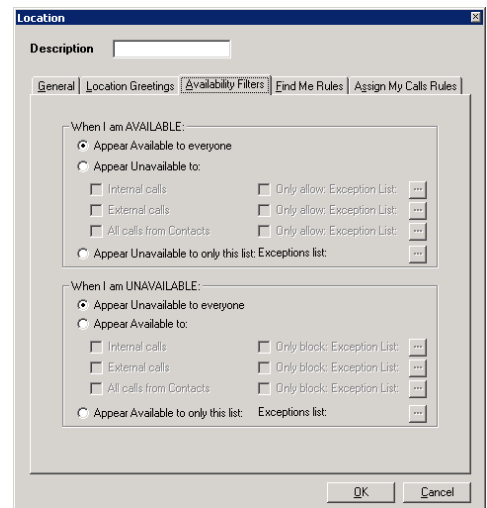 Location
Description
General Location Greetings Availability Filters Find Me Rules Assign My Calls Rules
When I am AVAILABLE:
Appear Available to everyone
Appear Unavailable to:
Internal calls Only allow: Exception List: ...
External calls Only allow: Exception List: ...
All calls from Contacts Only allow: Exception List: ...
Appear Unavailable to only this list: Exceptions list: ...
When I am UNAVAILABLE:
Appear Unavailable to everyone
Appear Available to:
Internal calls Only block: Exception List: ...
External calls Only block: Exception List: ...
All calls from Contacts Only block: Exception List: ...
Appear Available to only this list: Exceptions list: ...
OK Cancel